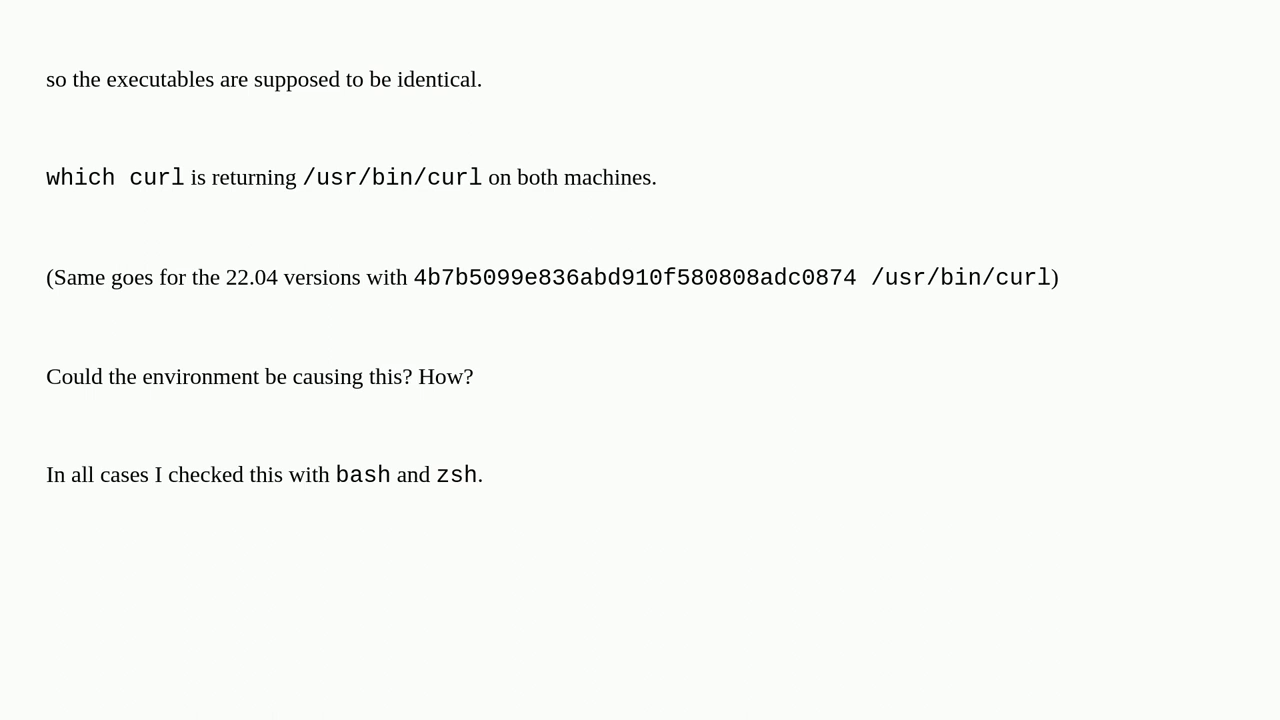 so the executables are supposed to be identical.
which curl is returning /usr/bin/curl on both machines.
(Same goes for the 22.04 versions with 4b7b5099e836abd910f580808adc0874 /usr/bin/curl)
Could the environment be causing this? How?
In all cases I checked this with bash and zsh.